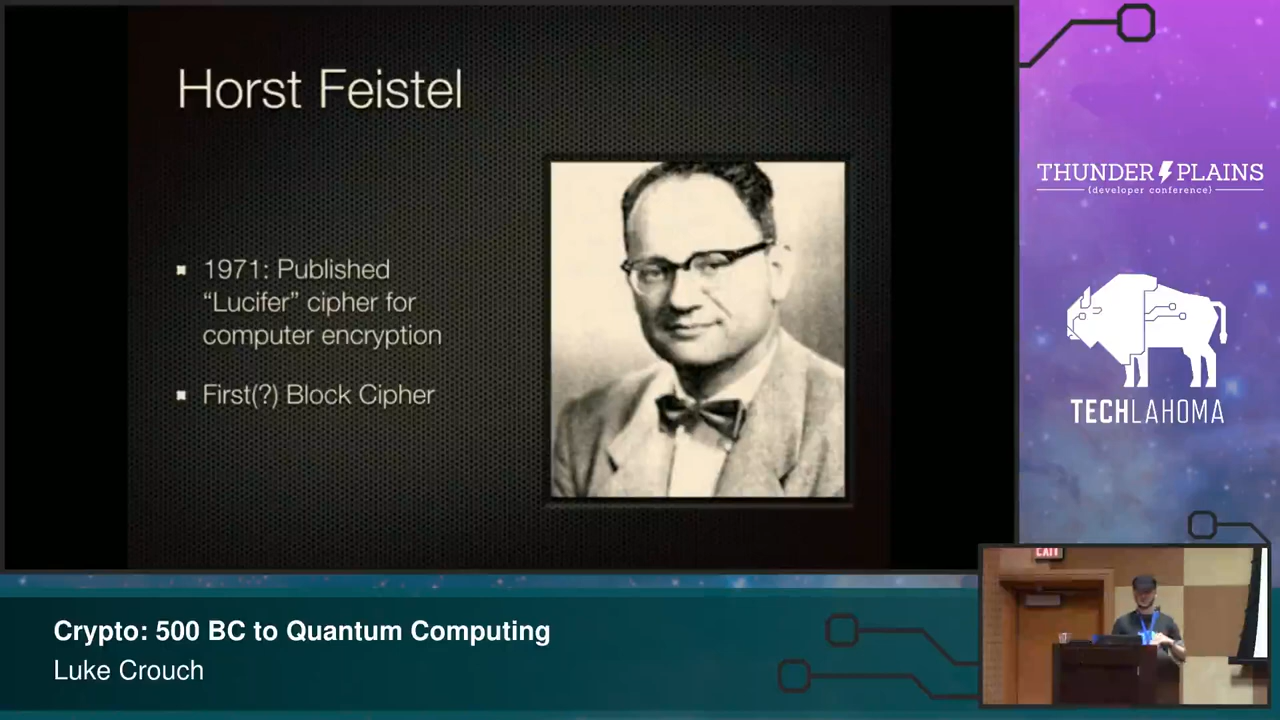 Horst Feistel
1971: Published
“Lucifer” cipher for
computer encryption
First(?) Block Cipher
THUNDER PLAINS
{developer conference}
TECHLAHOMA
EXIT
Crypto: 500 BC to Quantum Computing
Luke Crouch